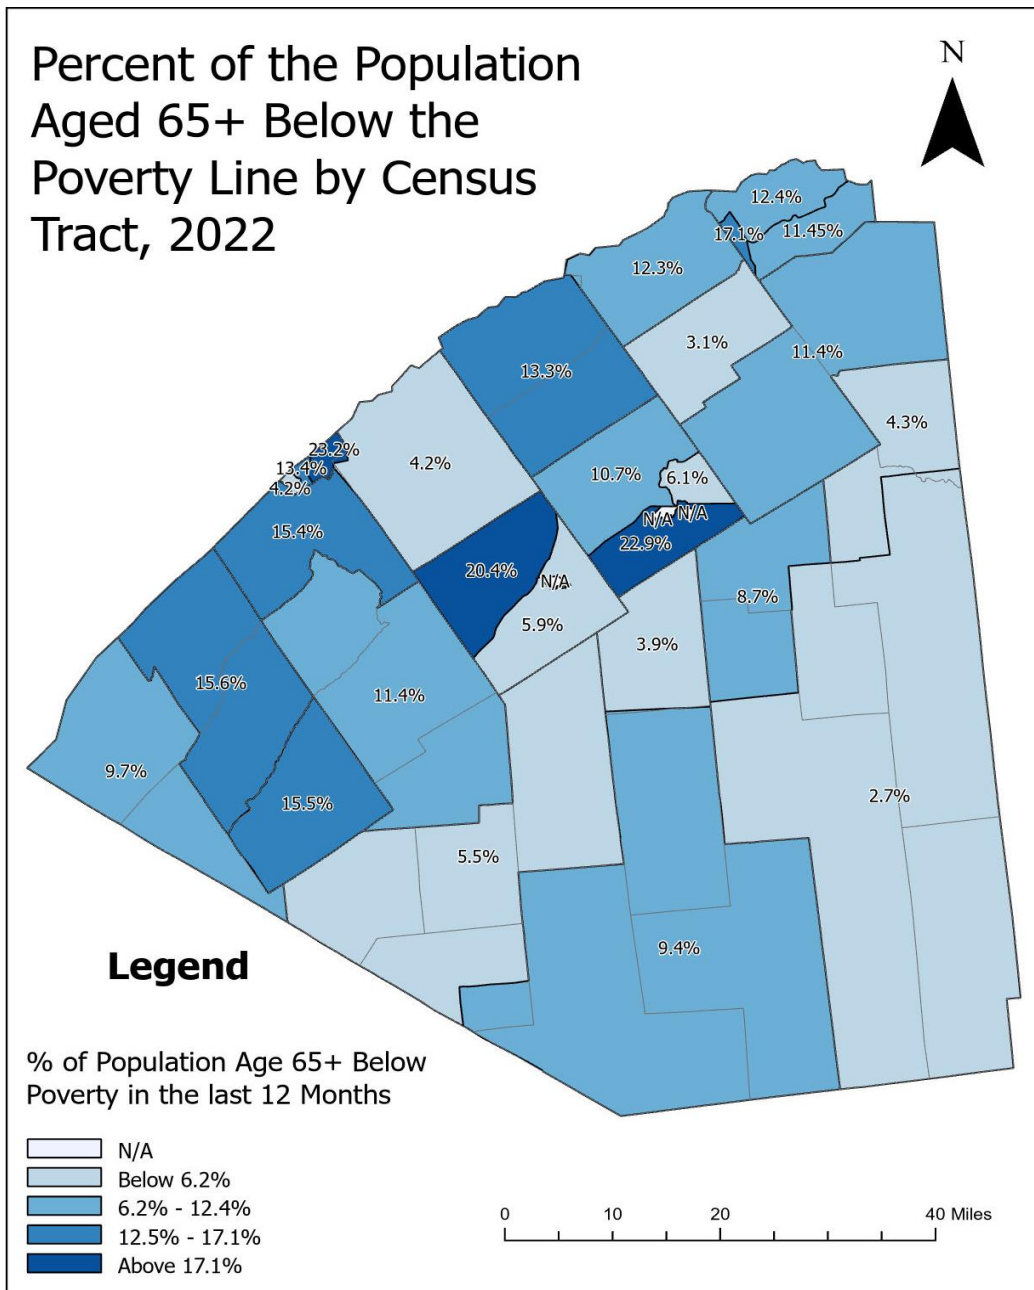 Percent of the Population
Aged 65+ Below the
Poverty Line by Census
Tract, 2022
N
12.4%
17.1%
11.45%
12.3%
3.1%
11.4%
13.3%
4.3%
23.2%
13.4%
4.2%
4.2%
10.7%
6.1%
N/A
N/A
15.4%
22.9%
20.4%
N/A
8.7%
5.9%
3.9%
15.6%
11.4%
9.7%
15.5%
2.7%
5.5%
9.4%
Legend
% of Population Age 65+ Below
Poverty in the last 12 Months
N/A
Below 6.2%
6.2% - 12.4%
12.5% - 17.1%
Above 17.1%
0 10 20 40 Miles